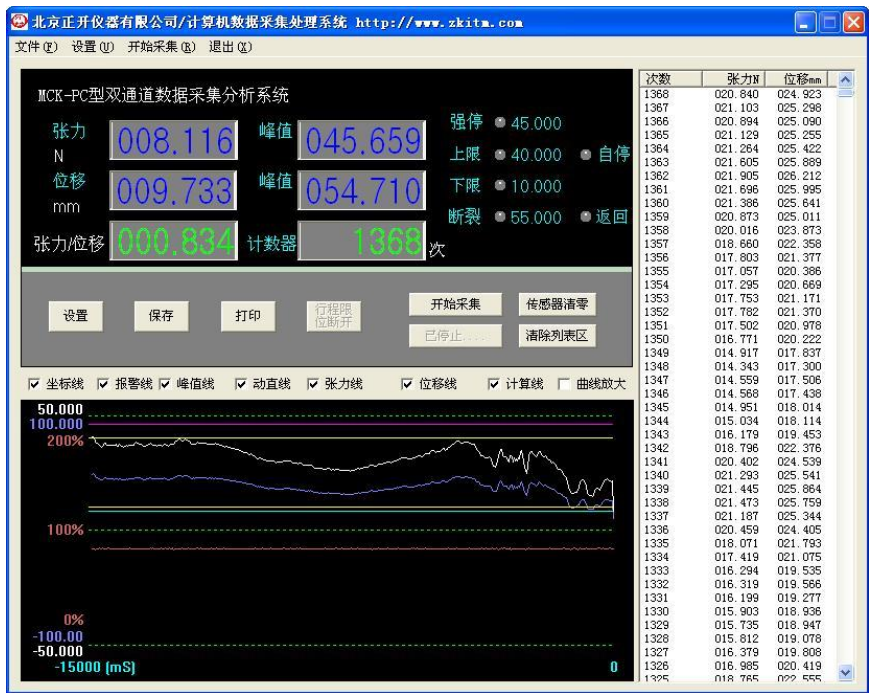 北京正开仪器有限公司/计算机数据采集处理系统 http://www.zkitm.com
文件(F) 设置(U) 开始采集(R) 退出(X)
MCK-PC型双通道数据采集分析系统
张力 N 008.116 峰值 045.659
位移 mm 009.733 峰值 054.710
张力/位移 000.834 计数器 1368 次
强停 45.000
上限 40.000 自停
下限 10.000
断裂 55.000 返回
设置 保存 打印 行程限位断开 开始采集 传感器清零
已停止.... 清除列表区
坐标线 报警线 峰值线 动直线 张力线 位移线 计算线 曲线放大
50.000
100.000
200%
100%
0%
-100.00
-50.000
-15000 (mS) 0
次数 张力N 位移mm
1368 020.840 024.923
1367 021.103 025.298
1366 020.894 025.090
1365 021.129 025.255
1364 021.264 025.422
1363 021.605 025.889
1362 021.905 026.212
1361 021.696 025.995
1360 021.386 025.641
1359 020.873 025.011
1358 020.016 023.873
1357 018.660 022.358
1356 017.803 021.377
1355 017.057 020.386
1354 017.295 020.669
1353 017.753 021.171
1352 017.782 021.370
1351 017.502 020.978
1350 016.771 020.222
1349 014.917 017.837
1348 014.343 017.300
1347 014.559 017.506
1346 014.568 017.438
1345 014.951 018.014
1344 015.034 018.114
1343 016.179 019.453
1342 018.796 022.376
1341 020.402 024.539
1340 021.293 025.541
1339 021.445 025.864
1338 021.473 025.759
1337 021.187 025.344
1336 020.459 024.405
1335 018.071 021.793
1334 017.419 021.075
1333 016.294 019.535
1332 016.319 019.566
1331 016.199 019.277
1330 015.903 018.936
1329 015.735 018.947
1328 015.812 019.078
1327 016.379 019.808
1326 016.985 020.419
1325 018.765 022.555